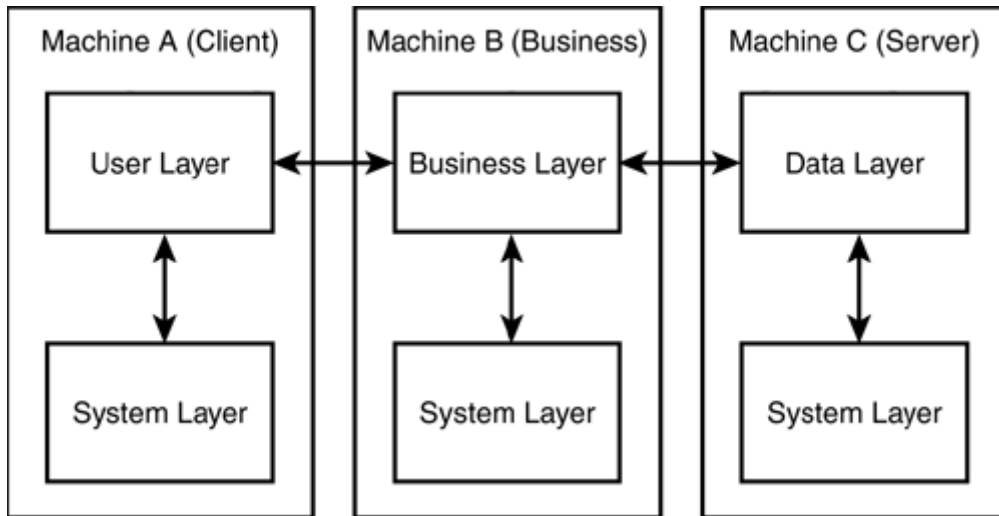 Machine A (Client)
Machine B (Business)
Machine C (Server)
User Layer
Business Layer
Data Layer
System Layer
System Layer
System Layer